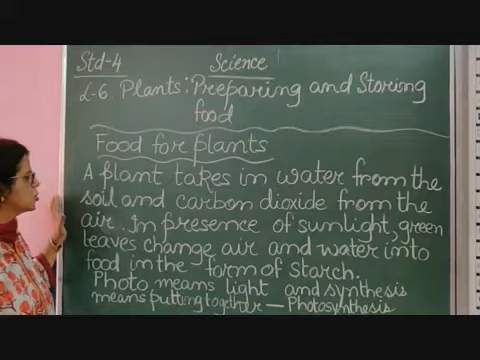 Std-4 Science
L-6 Plants: Preparing and Storing
food
Food for plants
A plant takes in water from the
soil and carbon dioxide from the
air. In presence of sunlight, green
leaves change air and water into
food in the form of starch.
Photo means light and synthesis
means putting together — Photosynthesis